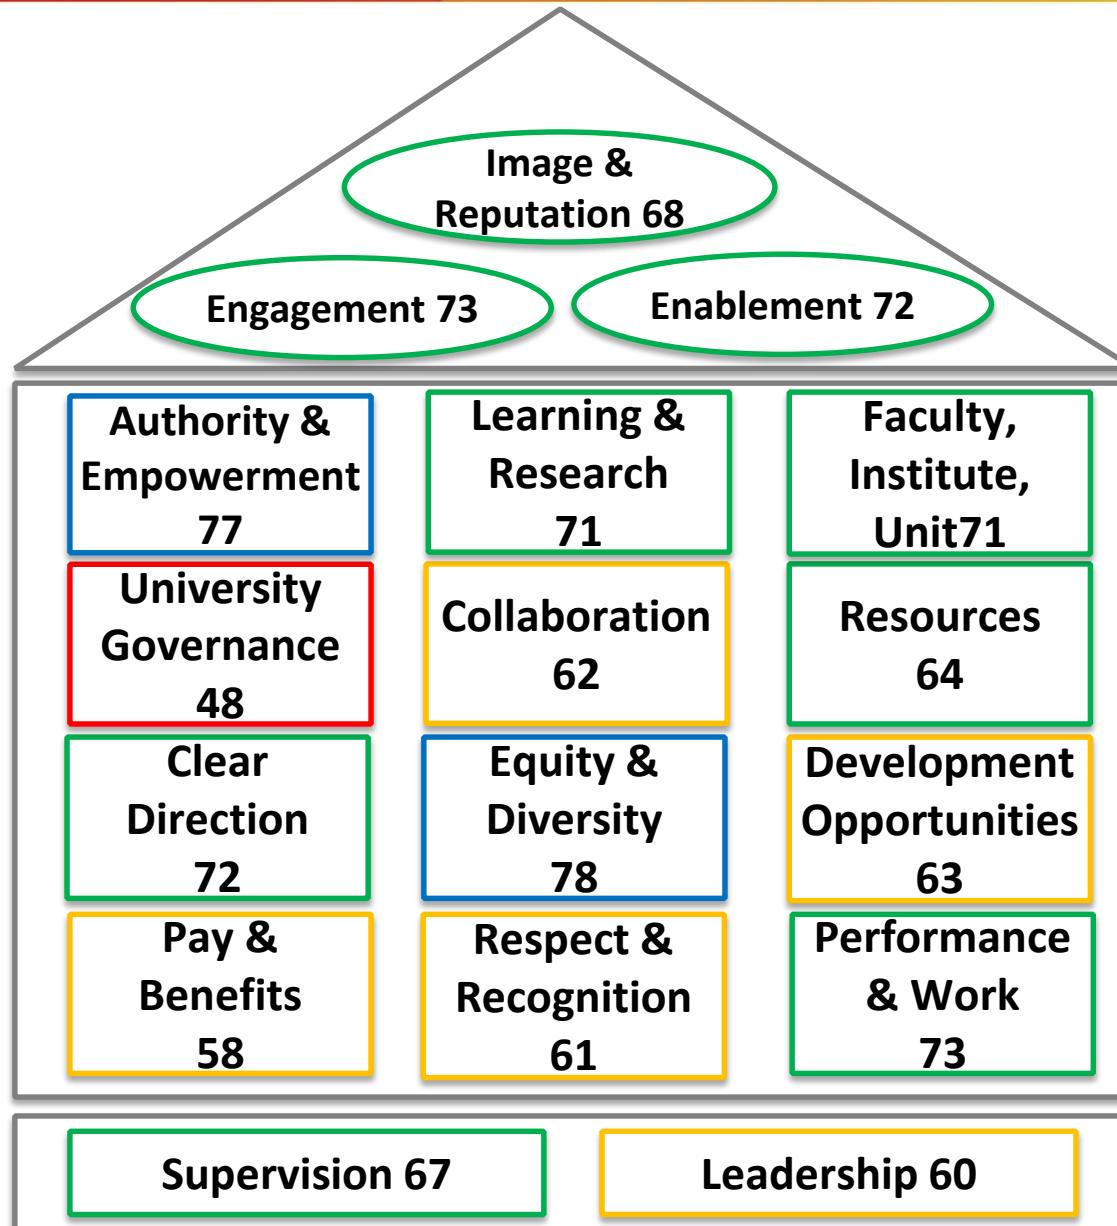 Image &
Reputation 68
Engagement 73
Enablement 72
Authority &
Empowerment
77
Learning &
Research
71
Faculty,
Institute,
Unit71
University
Governance
48
Collaboration
62
Resources
64
Clear
Direction
72
Equity &
Diversity
78
Development
Opportunities
63
Pay &
Benefits
58
Respect &
Recognition
61
Performance
& Work
73
Supervision 67
Leadership 60